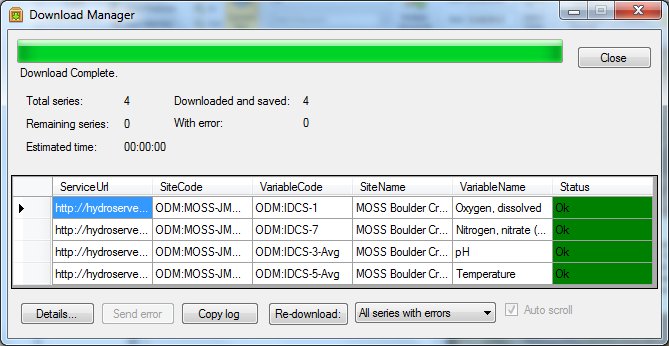 Download Manager
Download Complete.
Close
Total series: 4 Downloaded and saved: 4
Remaining series: 0 With error: 0
Estimated time: 00:00:00
ServiceUrl SiteCode VariableCode SiteName VariableName Status
http://hydroserve... ODM:MOSS-JM... ODM:IDCS-1 MOSS Boulder Cr... Oxygen, dissolved Ok
http://hydroserve... ODM:MOSS-JM... ODM:IDCS-7 MOSS Boulder Cr... Nitrogen, nitrate (... Ok
http://hydroserve... ODM:MOSS-JM... ODM:IDCS-3-Avg MOSS Boulder Cr... pH Ok
http://hydroserve... ODM:MOSS-JM... ODM:IDCS-5-Avg MOSS Boulder Cr... Temperature Ok
Details... Send error Copy log Re-download: All series with errors Auto scroll